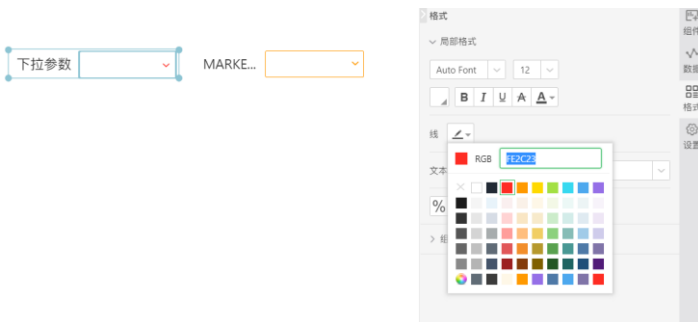 格式
组件
局部格式
下拉参数
MARKE...
数据
Auto Font
12
B I U A A
格式
线
RGB
FE2C23
设置
文本
%